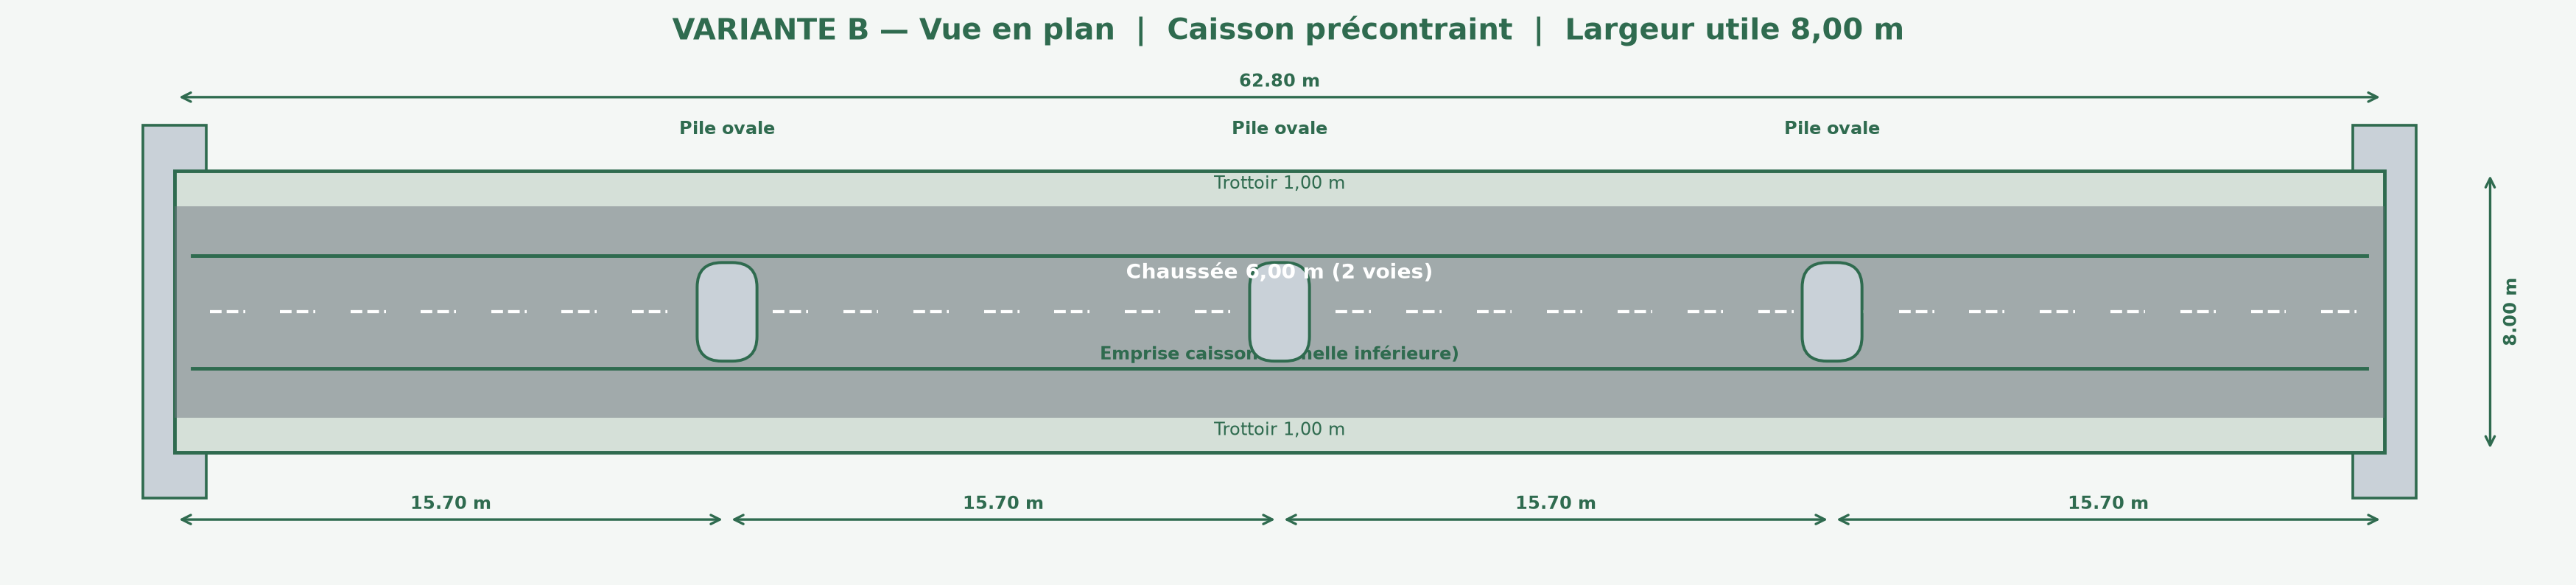 VARIANTE B — Vue en plan | Caisson précontraint | Largeur utile 8,00 m
62.80 m
Pile ovale
Pile ovale
Pile ovale
Trottoir 1,00 m
Chaussée 6,00 m (2 voies)
8.00 m
Emprise caisson nelle inférieure)
Trottoir 1,00 m
15.70 m
15.70 m
15.70 m
15.70 m